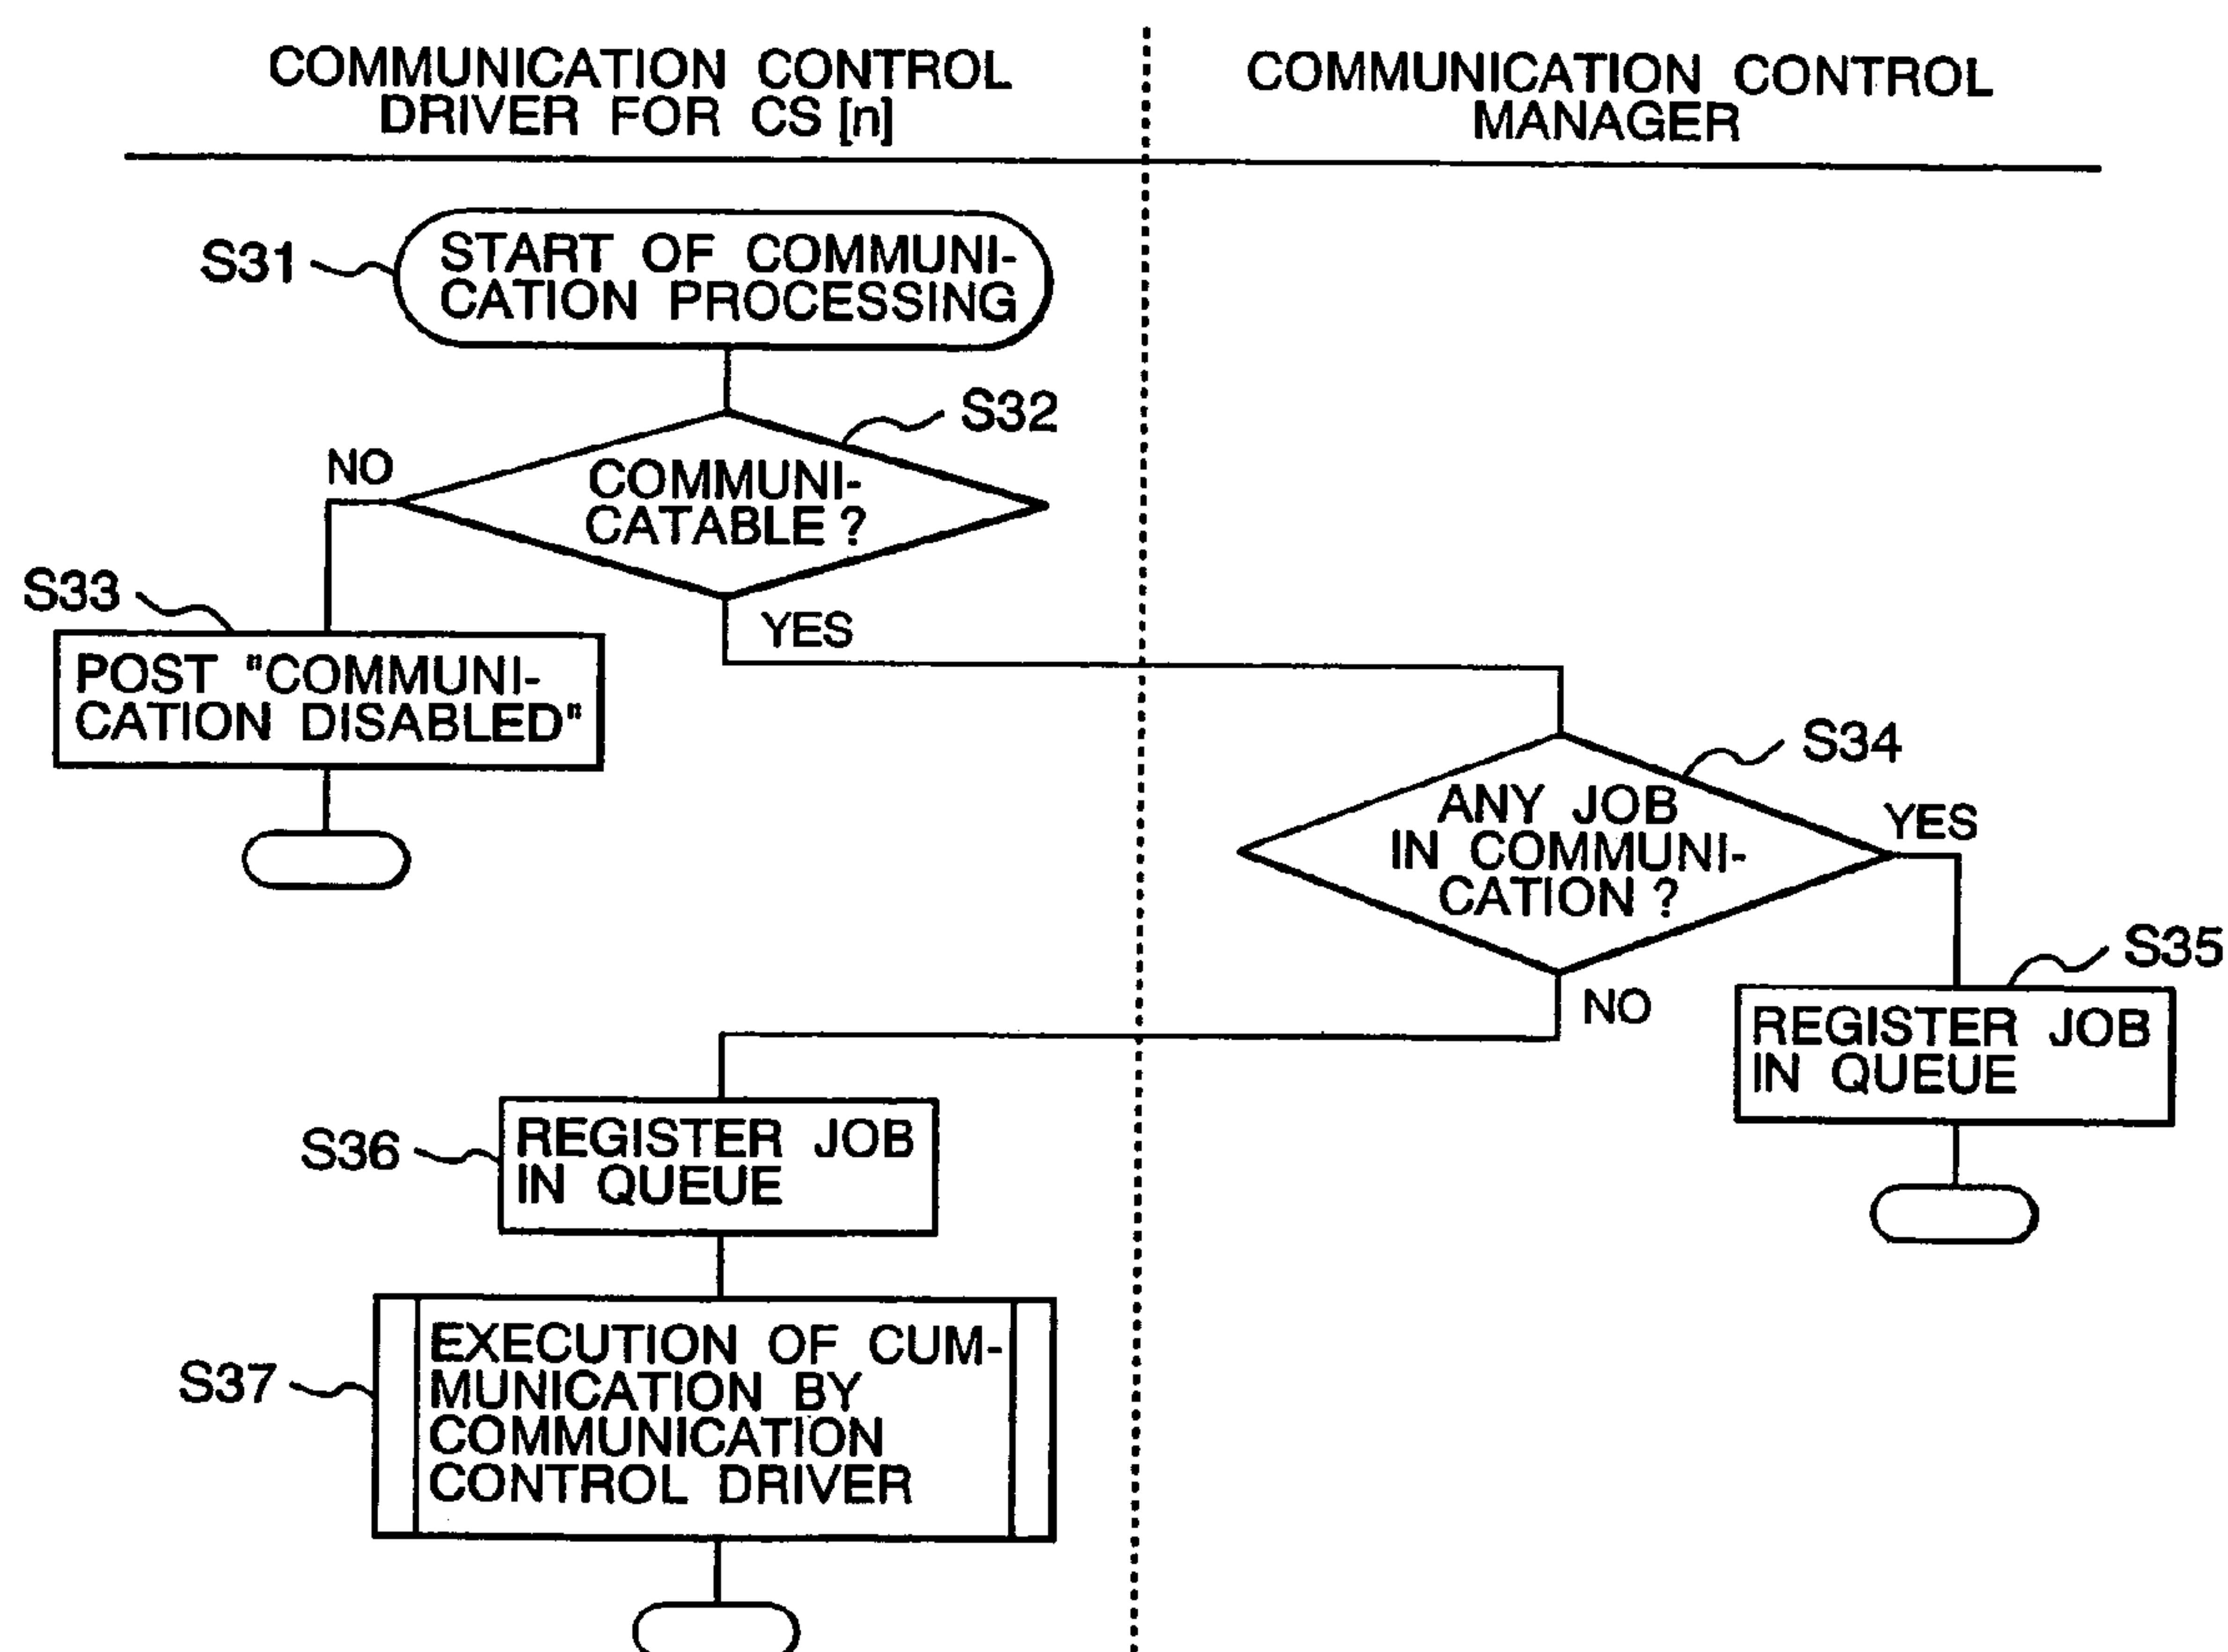 COMMUNICATION CONTROL
DRIVER FOR CS [n]
COMMUNICATION CONTROL
MANAGER
S31
START OF COMMUNI-
CATION PROCESSING
S32
NO
COMMUNI-
CATABLE ?
S33
YES
POST "COMMUNI-
CATION DISABLED"
S34
ANY JOB
IN COMMUNI-
CATION ?
YES
S35
NO
REGISTER JOB
IN QUEUE
S36
REGISTER JOB
IN QUEUE
S37
EXECUTION OF CUM-
MUNICATION BY
COMMUNICATION
CONTROL DRIVER